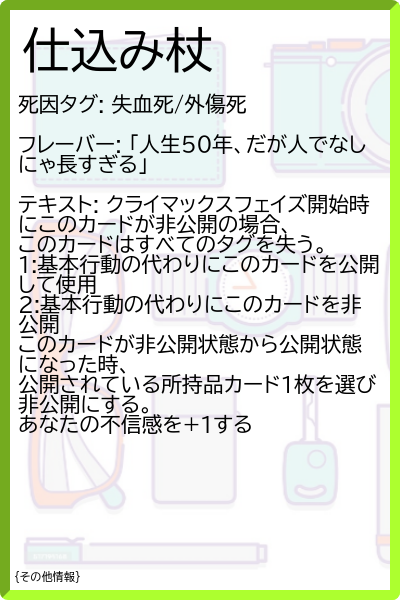 仕込み杖
死因タグ: 失血死/外傷死
フレーバー: 「人生50年、だが人でなし
にゃ長すぎる」
テキスト: クライマックスフェイズ開始時
にこのカードが非公開の場合、
このカードはすべてのタグを失う。
1:基本行動の代わりにこのカードを公開
して使用
2:基本行動の代わりにこのカードを非
公開
このカードが非公開状態から公開状態
になった時、
公開されている所持品カード1枚を選び
非公開にする。
あなたの不信感を+1する
{その他情報}